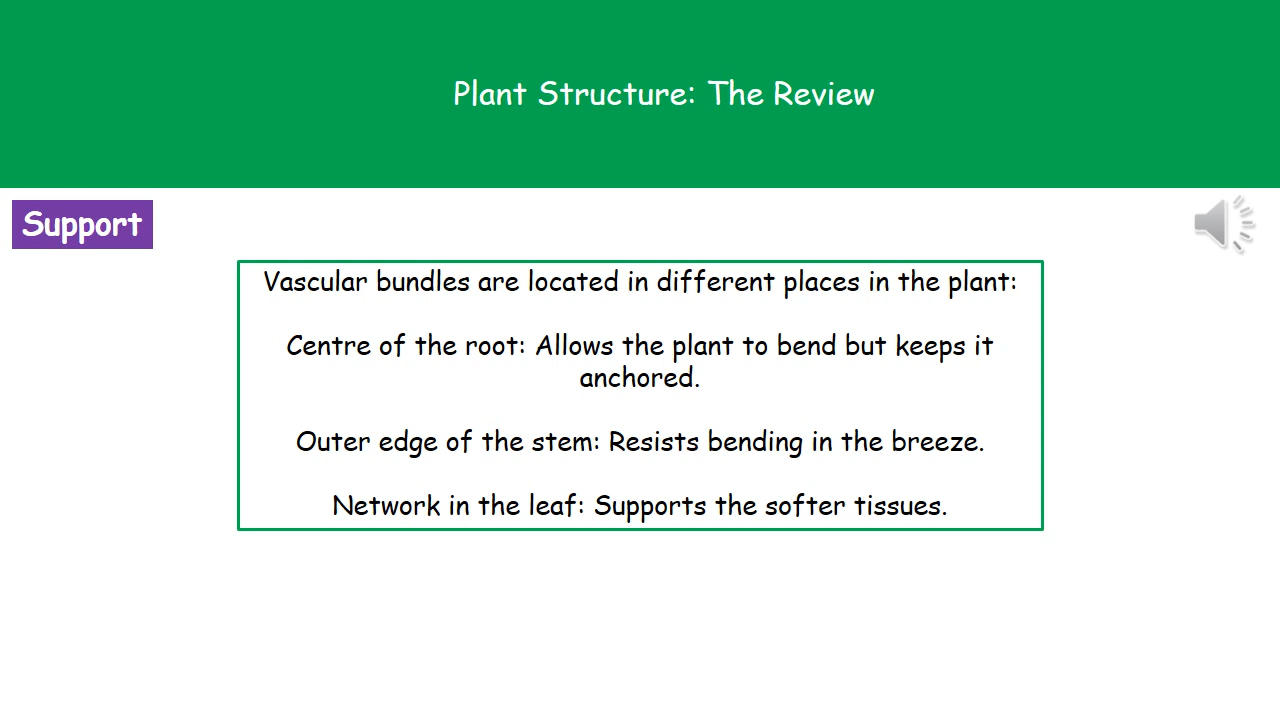 Plant Structure: The Review
Support
Vascular bundles are located in different places in the plant:
Centre of the root: Allows the plant to bend but keeps it
anchored.
Outer edge of the stem: Resists bending in the breeze.
Network in the leaf: Supports the softer tissues.